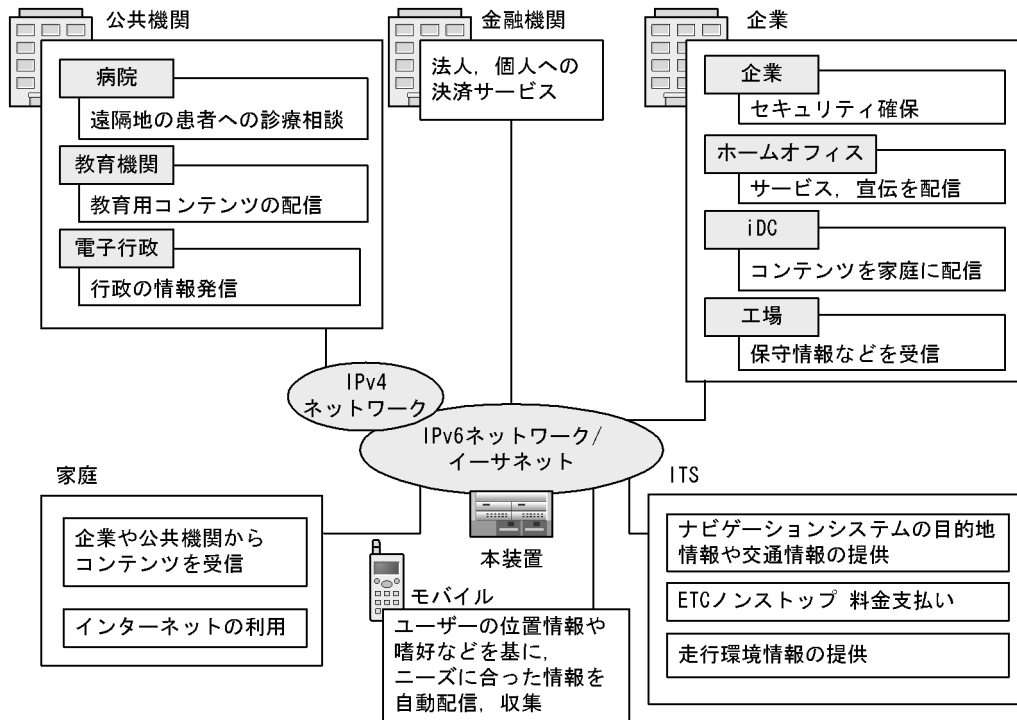 公共機関
病院
遠隔地の患者への診療相談
教育機関
教育用コンテンツの配信
電子行政
行政の情報発信
金融機関
法人，個人への
決済サービス
企業
企業
セキュリティ確保
ホームオフィス
サービス，宣伝を配信
iDC
コンテンツを家庭に配信
工場
保守情報などを受信
IPv4
ネットワーク
IPv6ネットワーク/
イーサネット
本装置
家庭
企業や公共機関から
コンテンツを受信
インターネットの利用
モバイル
ユーザーの位置情報や
嗜好などを基に，
ニーズに合った情報を
自動配信，収集
ITS
ナビゲーションシステムの目的地
情報や交通情報の提供
ETCノンストップ 料金支払い
走行環境情報の提供